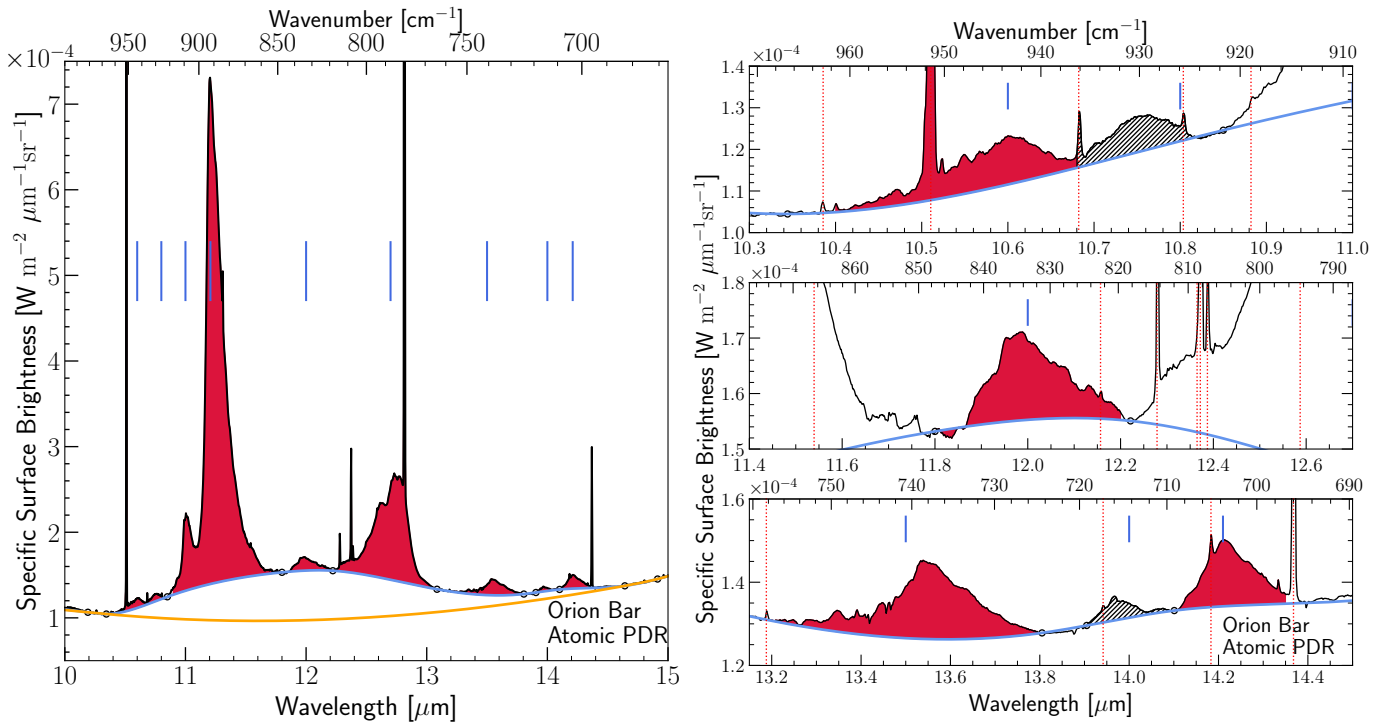 Wavenumber [cm⁻¹]
950 900 850 800 750 700
×10⁻⁴
7
6
5
4
3
2
1
Specific Surface Brightness [W m⁻² μm⁻¹sr⁻¹]
Orion Bar
Atomic PDR
10 11 12 13 14 15
Wavelength [μm]
Wavenumber [cm⁻¹]
×10⁻⁴ 960 950 940 930 920 910
1.4
1.3
1.2
1.1
1.0
10.3 10.4 10.5 10.6 10.7 10.8 10.9 11.0
×10⁻⁴ 860 850 840 830 820 810 800 790
1.8
1.7
1.6
1.5
11.4 11.6 11.8 12.0 12.2 12.4 12.6
Specific Surface Brightness [W m⁻² μm⁻¹sr⁻¹]
×10⁻⁴ 750 740 730 720 710 700 690
1.6
1.4
1.2
Orion Bar
Atomic PDR
13.2 13.4 13.6 13.8 14.0 14.2 14.4
Wavelength [μm]